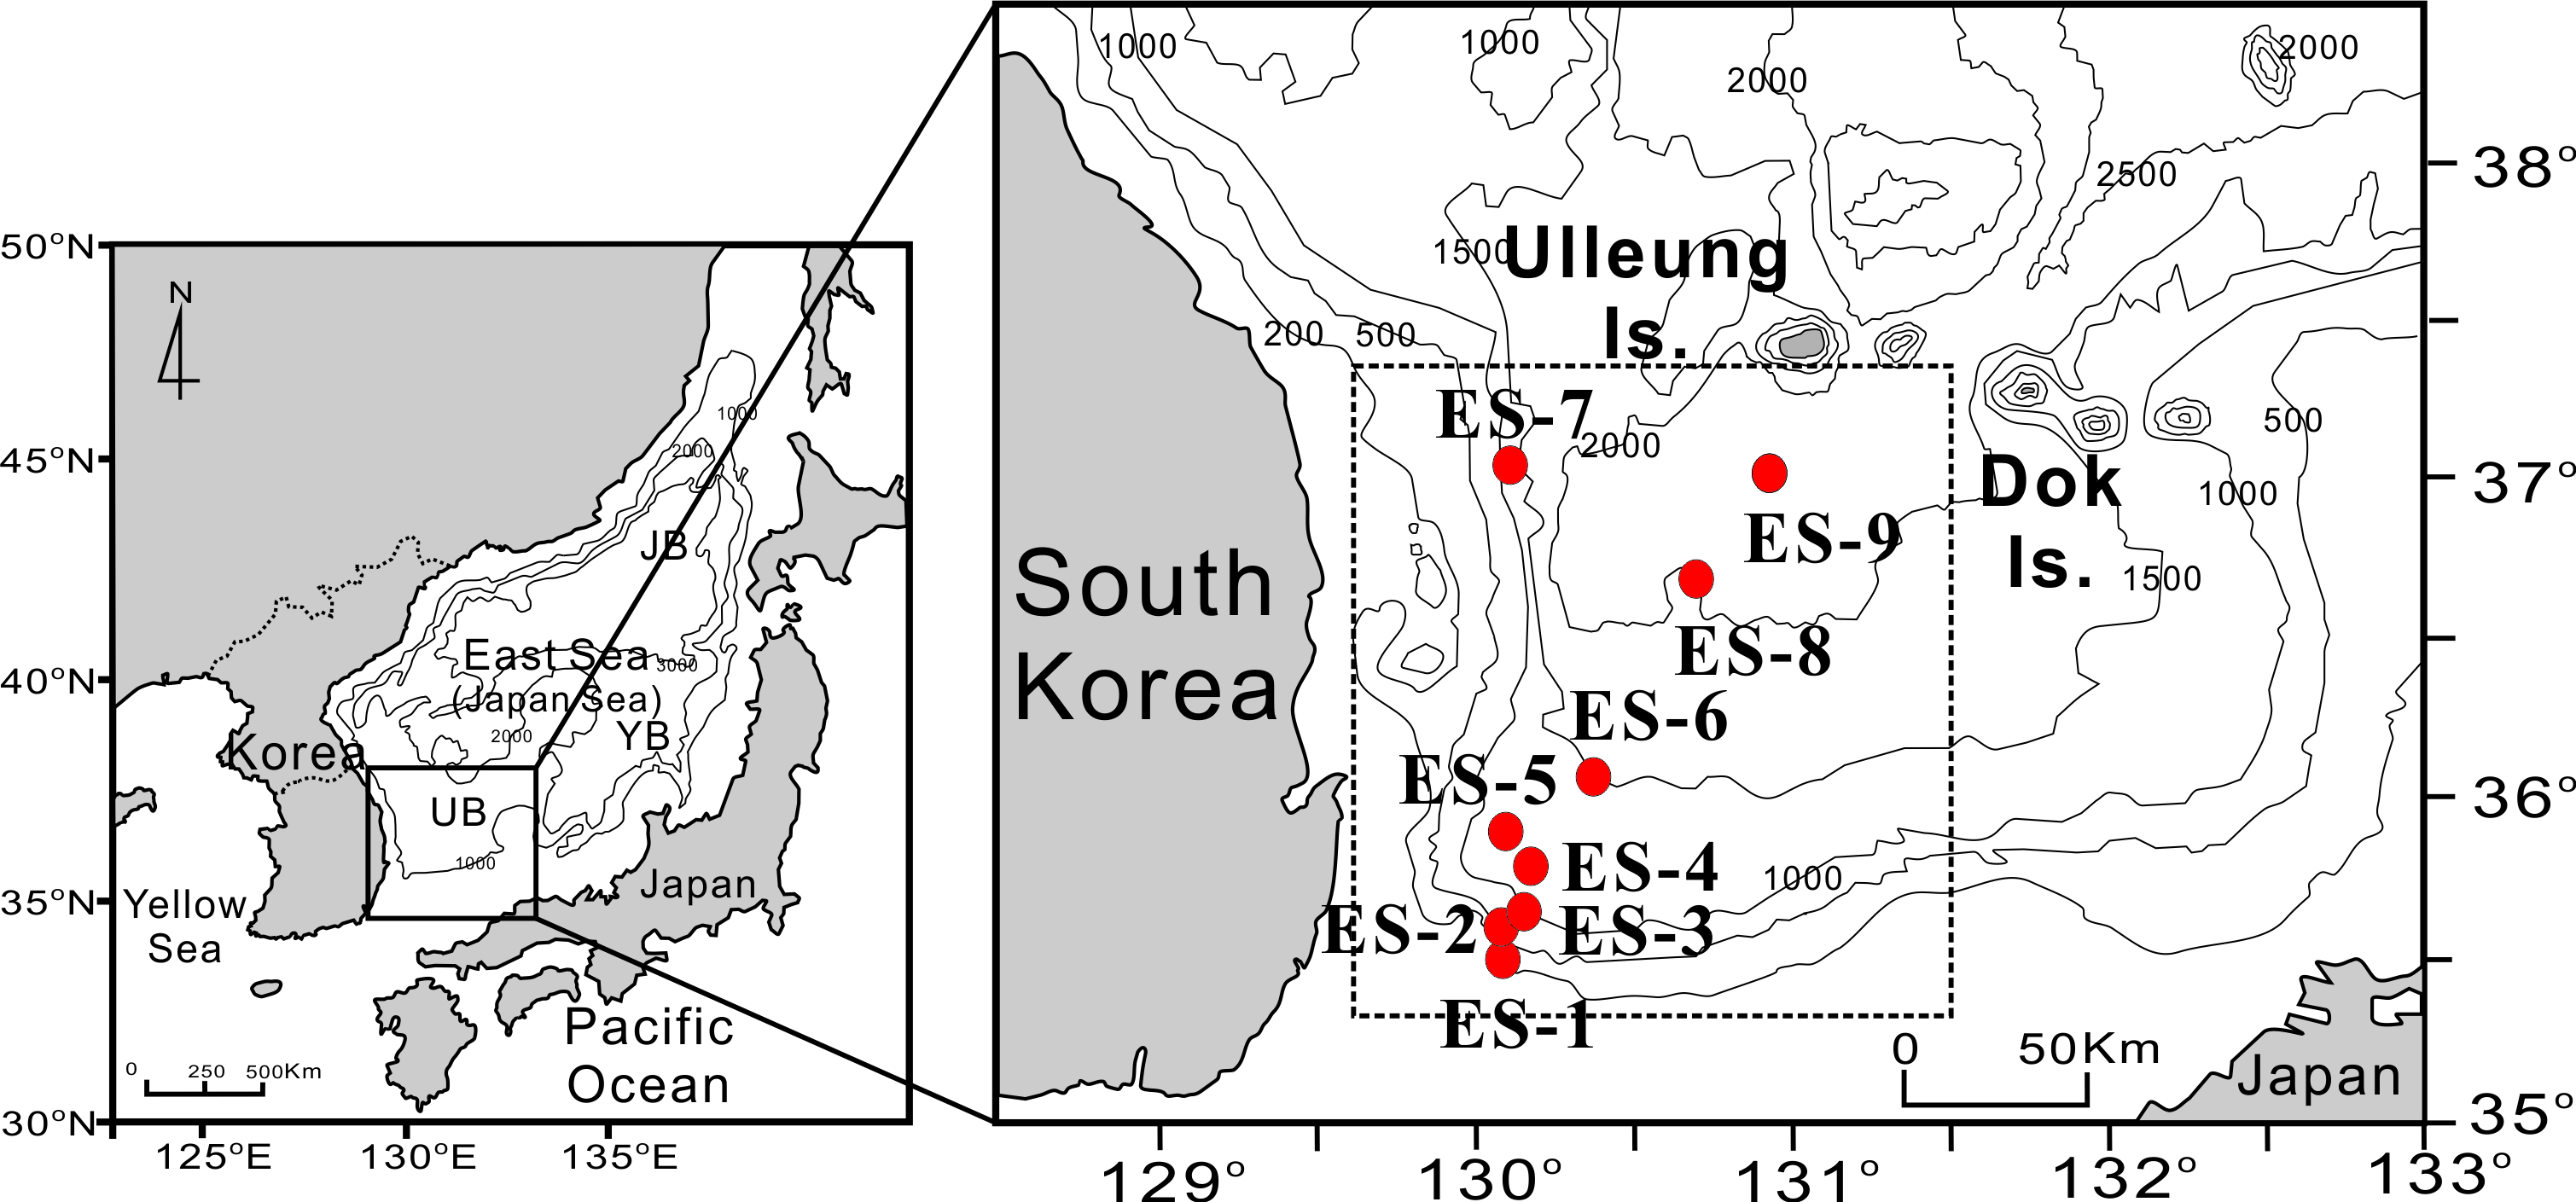 50°N
45°N
40°N
35°N
30°N
125°E
130°E
135°E
N
1000
2000
JB
East Sea
3000
(Japan Sea)
2000
YB
Korea
UB
1000
Yellow
Sea
Japan
Pacific
Ocean
0 250 500Km
1000
1000
2000
2000
2500
1500
Ulleung
Is.
200
500
ES-7
2000
500
Dok
Is.
1000
1500
ES-9
South
Korea
ES-8
ES-6
ES-5
ES-4
1000
ES-2
ES-3
ES-1
0 50Km
Japan
38°
37°
36°
35°
129°
130°
131°
132°
133°